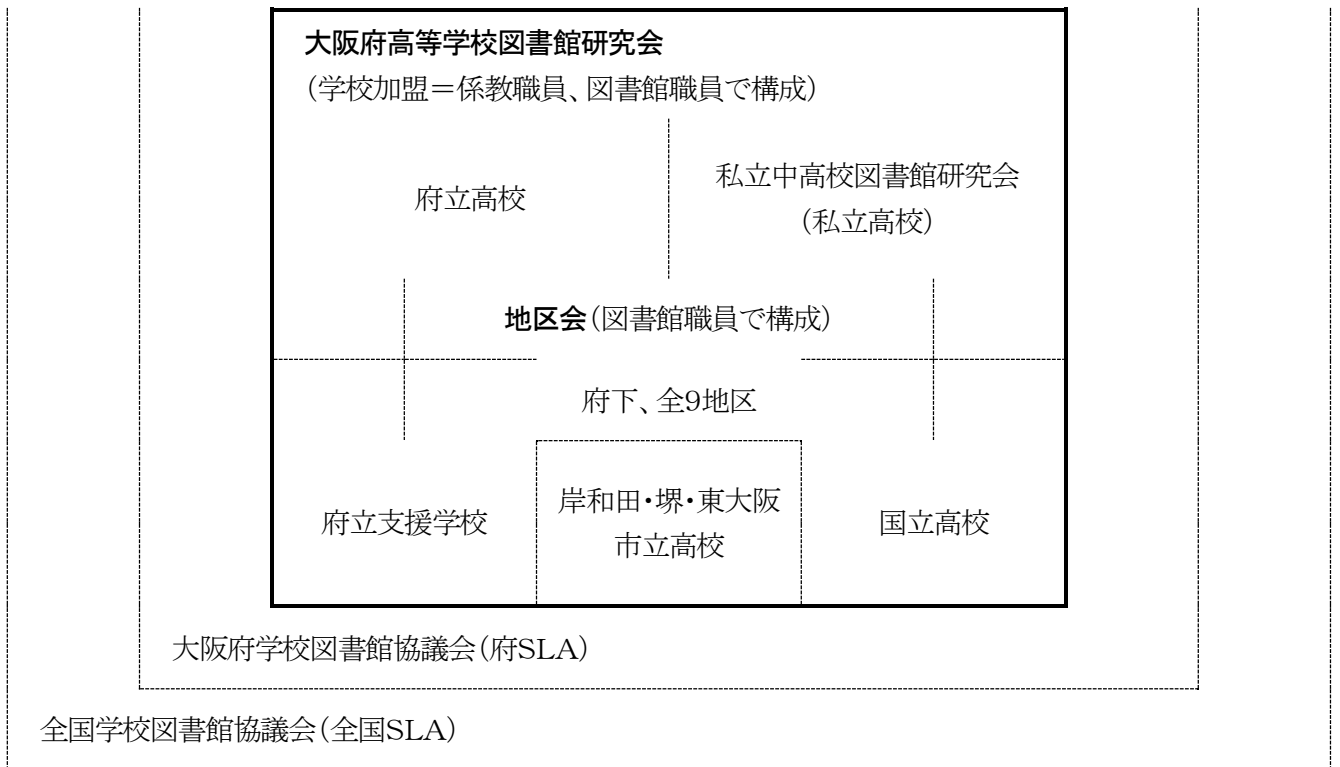 大阪府高等学校図書館研究会
（学校加盟＝係教職員、図書館職員で構成）
府立高校
私立中高校図書館研究会
（私立高校）
地区会（図書館職員で構成）
府下、全9地区
府立支援学校
岸和田・堺・東大阪
市立高校
国立高校
大阪府学校図書館協議会（府SLA）
全国学校図書館協議会（全国SLA）